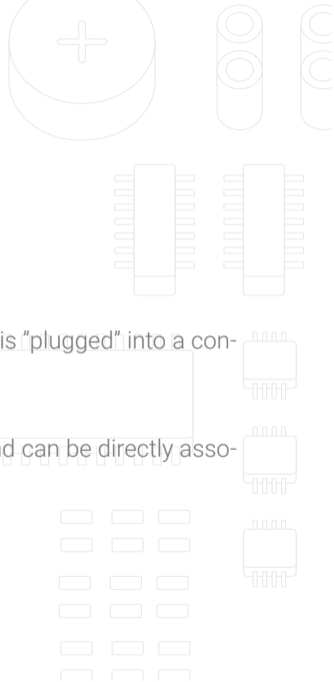 is "plugged" into a con-
d can be directly asso-